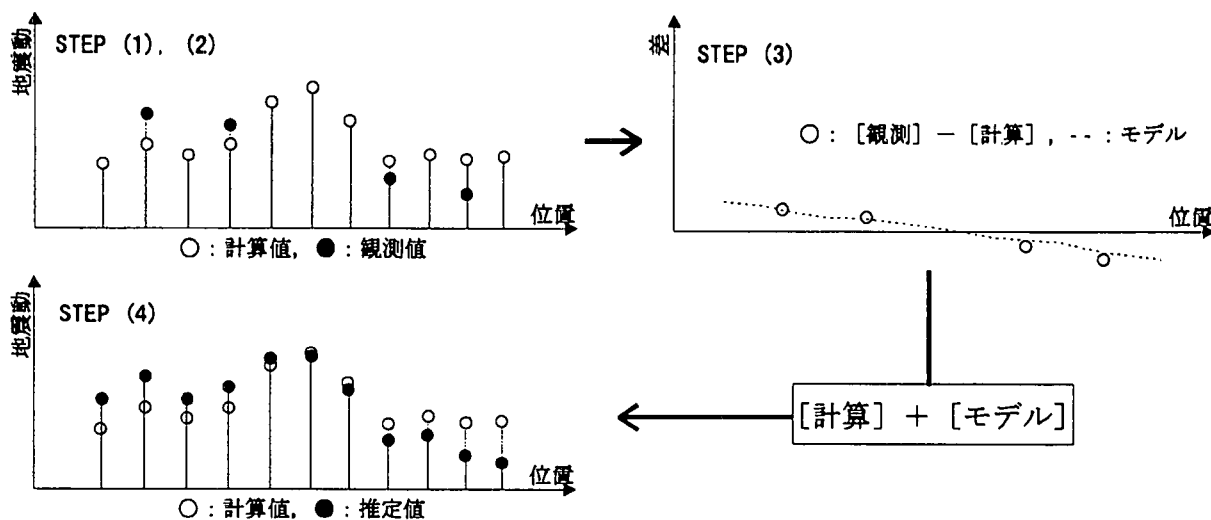 地震動
STEP (1), (2)
位置
○:計算値, ●:観測値
差
STEP (3)
○:[観測]-[計算], --:モデル
位置
地震動
STEP (4)
位置
○:計算値, ●:推定値
[計算] + [モデル]